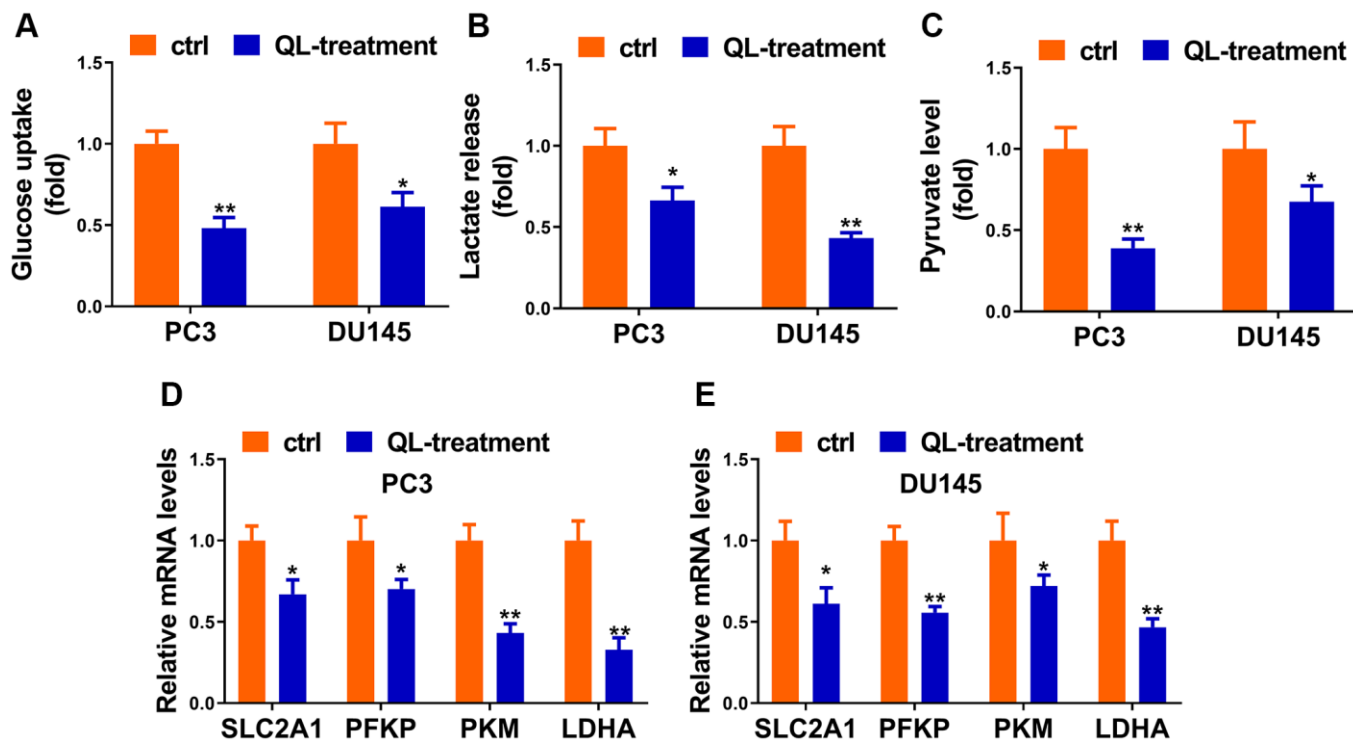 A
ctrl QL-treatment
Glucose uptake
(fold)
1.5
1.0
0.5
0.0
** *
PC3 DU145
B
ctrl QL-treatment
Lactate release
(fold)
1.5
1.0
0.5
0.0
* **
PC3 DU145
C
ctrl QL-treatment
Pyruvate level
(fold)
1.5
1.0
0.5
0.0
** *
PC3 DU145
D
ctrl QL-treatment
PC3
Relative mRNA levels
1.5
1.0
0.5
0.0
* * ** **
SLC2A1 PFKP PKM LDHA
E
ctrl QL-treatment
DU145
Relative mRNA levels
1.5
1.0
0.5
0.0
* ** * **
SLC2A1 PFKP PKM LDHA